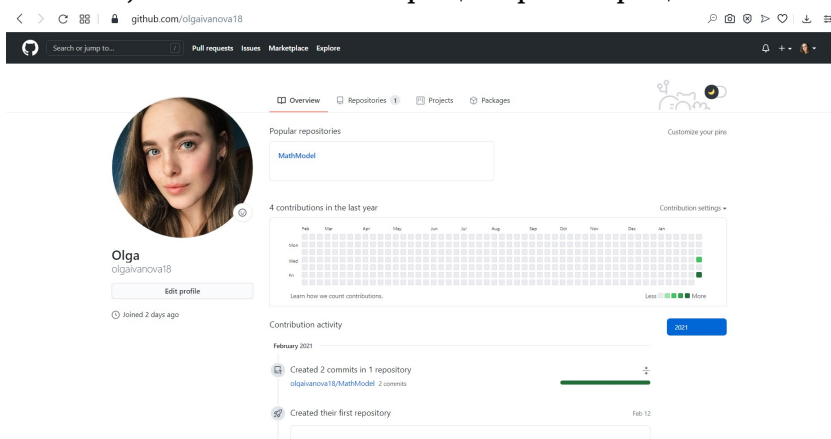 github.com/olgaivanova18
Search or jump to... / Pull requests Issues Marketplace Explore
Overview Repositories 1 Projects Packages
Popular repositories Customize your pins
MathModel
4 contributions in the last year Contribution settings
Feb Mar Apr May Jun Jul Aug Sep Oct Nov Dec Jan
Mon
Wed
Fri
Learn how we count contributions. Less More
Olga
olgaivanova18
Edit profile
Joined 2 days ago
Contribution activity 2021
February 2021
Created 2 commits in 1 repository
olgaivanova18/MathModel 2 commits
Created their first repository Feb 12